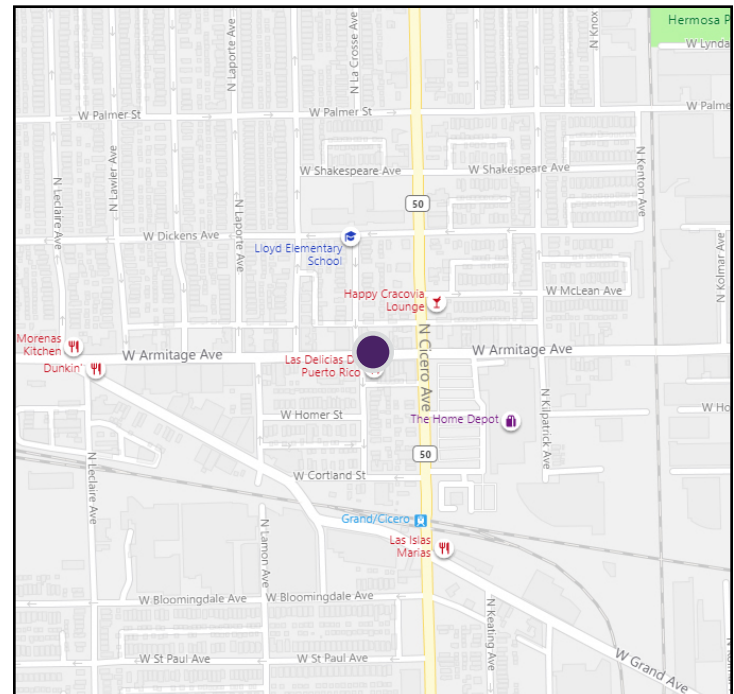 Hermosa P
W Lynda
N Knox
N Laporte Ave
N La Crosse Ave
W Palmer St
W Palmer St
W Palme
W Shakespeare Ave
W Shakespeare Ave
N Kenton Ave
N Leclaire Ave
N Lawler Ave
N Laporte Ave
50
W Dickens Ave
Lloyd Elementary
School
N Kolmar Ave
Happy Cracovia
Lounge
W McLean Ave
Morenas
Kitchen
Dunkin'
W Armitage Ave
W Armitage Ave
Las Delicias D
Puerto Rico
N Cicero Ave
N Kilpatrick Ave
W Homer St
The Home Depot
W Ho
50
N Leclaire Ave
W Cortland St
Grand/Cicero
Las Islas
Marias
N Lamon Ave
W Bloomingdale Ave
W Bloomingdale Ave
N Keating Ave
W St Paul Ave
W St Paul Ave
W Grand Ave